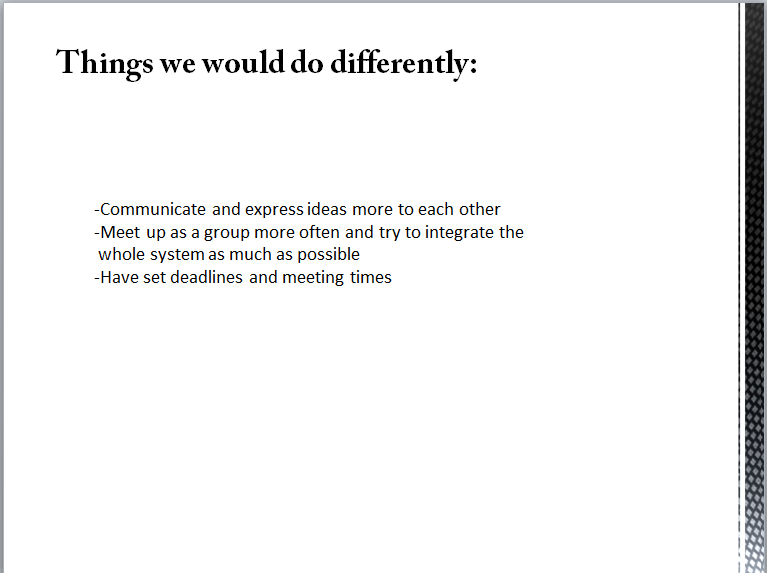 Things we would do differently:
-Communicate and express ideas more to each other
-Meet up as a group more often and try to integrate the
whole system as much as possible
-Have set deadlines and meeting times